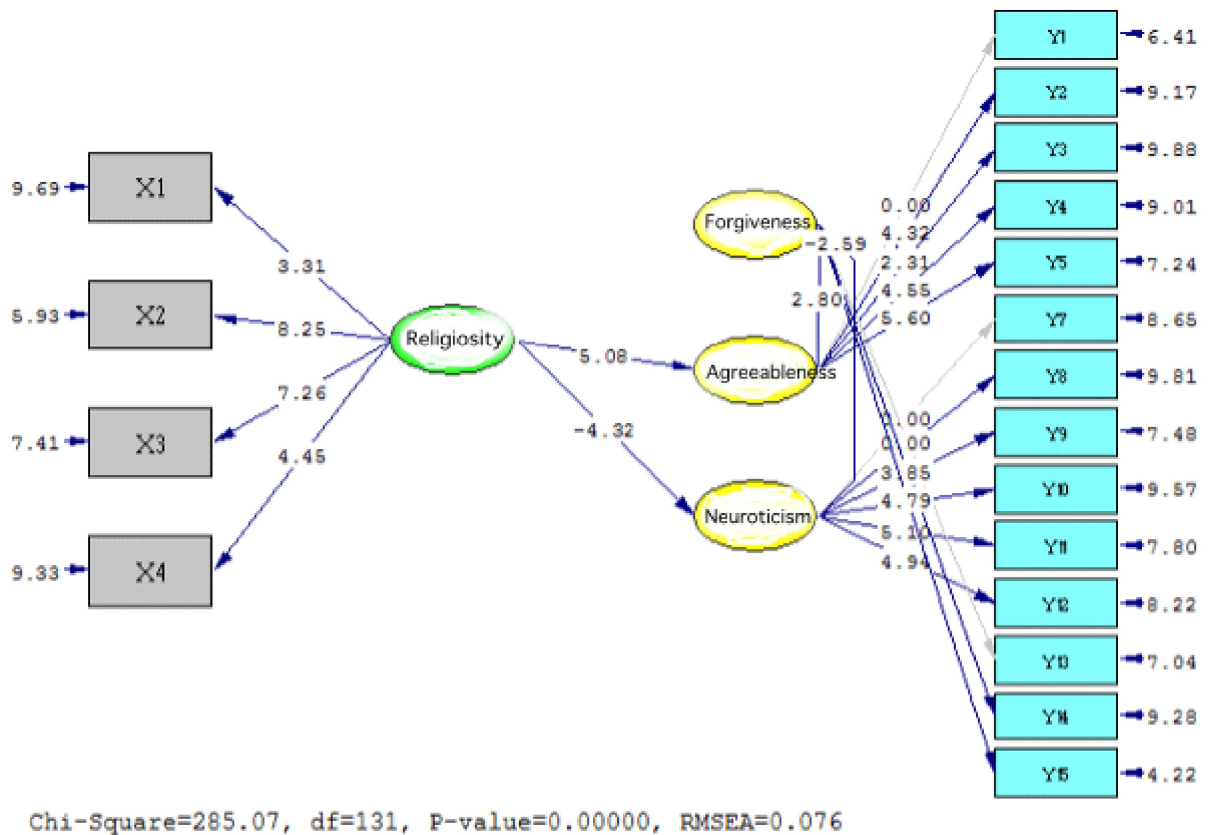 Y1
6.41
Y2
9.17
Y3
9.88
Y4
9.01
Y5
7.24
Y7
8.65
Y8
9.81
Y9
7.48
Y10
9.57
Y11
7.80
Y12
8.22
Y13
7.04
Y14
9.28
Y15
4.22
9.69
X1
5.93
X2
7.41
X3
9.33
X4
3.31
8.25
7.26
4.45
Religiosity
5.08
-4.32
Forgiveness
Agreeableness
Neuroticism
-2.59
2.80
0.00
4.32
2.31
4.55
5.60
0.00
0.00
3.85
4.79
5.10
4.94
Chi-Square=285.07, df=131, P-value=0.00000, RMSEA=0.076